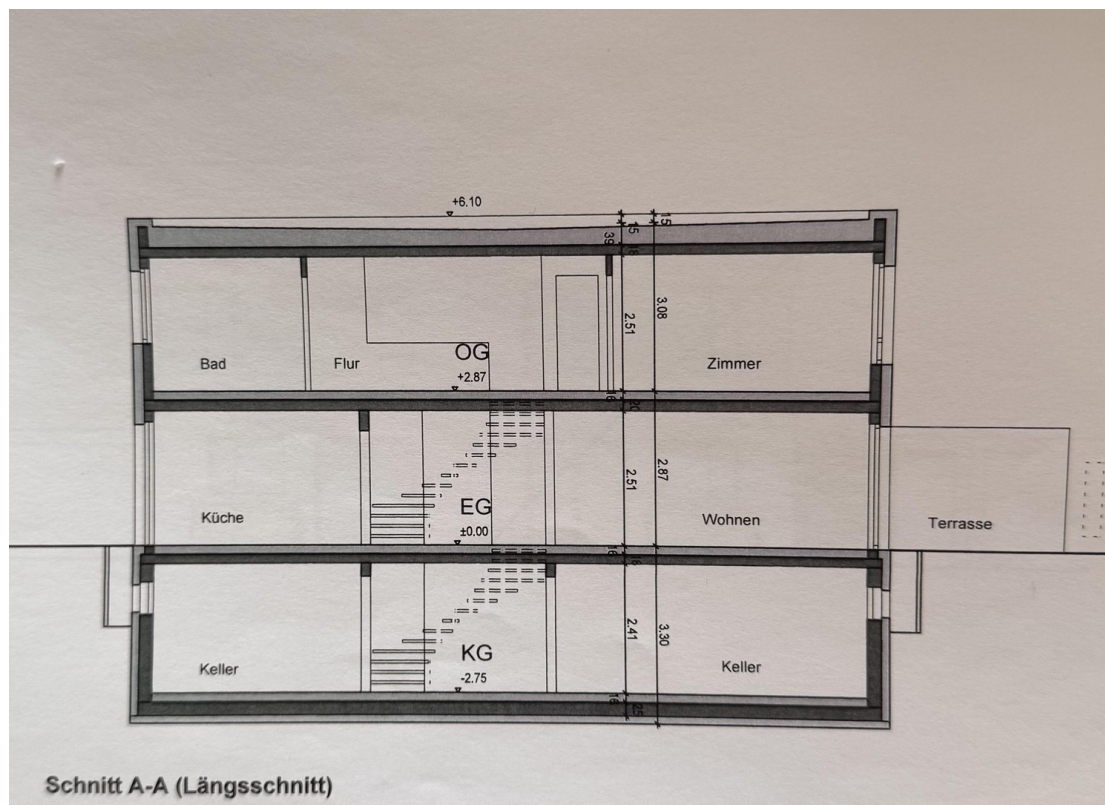 +6.10
15
15
39
18
3.08
2.51
Bad
Flur
OG
Zimmer
+2.87
16
20
2.87
2.51
Küche
EG
Wohnen
Terrasse
±0.00
16
18
2.41
3.30
Keller
KG
Keller
-2.75
16
25
Schnitt A-A (Längsschnitt)